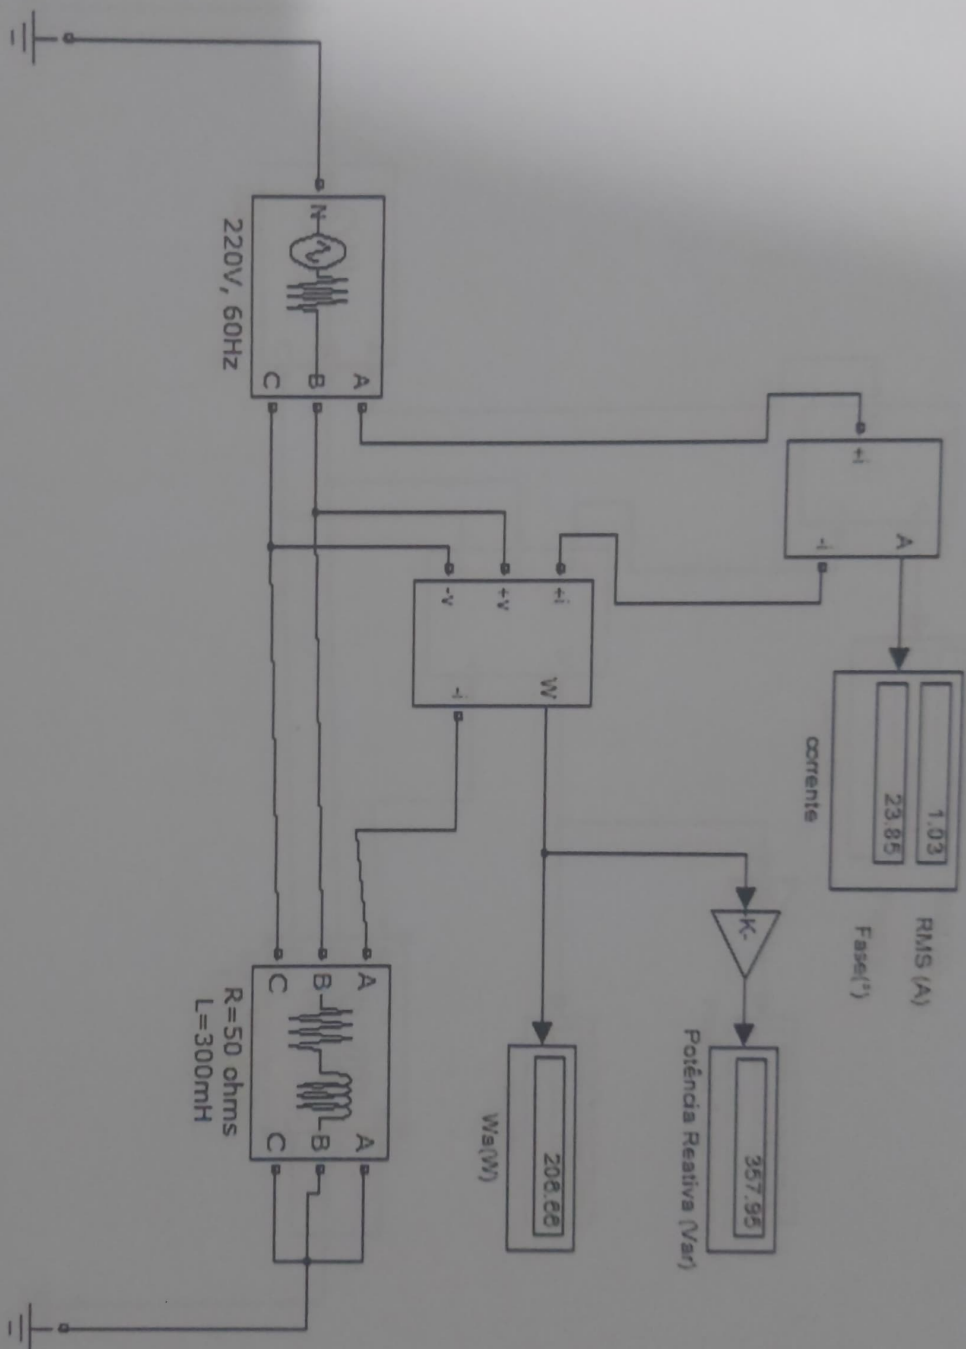 N
A
B
C
220V, 60Hz
+i
-i
A
1.03
23.85
RMS (A)
Fase(°)
corrente
+i
+v
-v
W
-i
-K-
357.95
Potência Reativa (Var)
206.66
Wa(W)
A
B
C
A
B
C
R=50 ohms
L=300mH